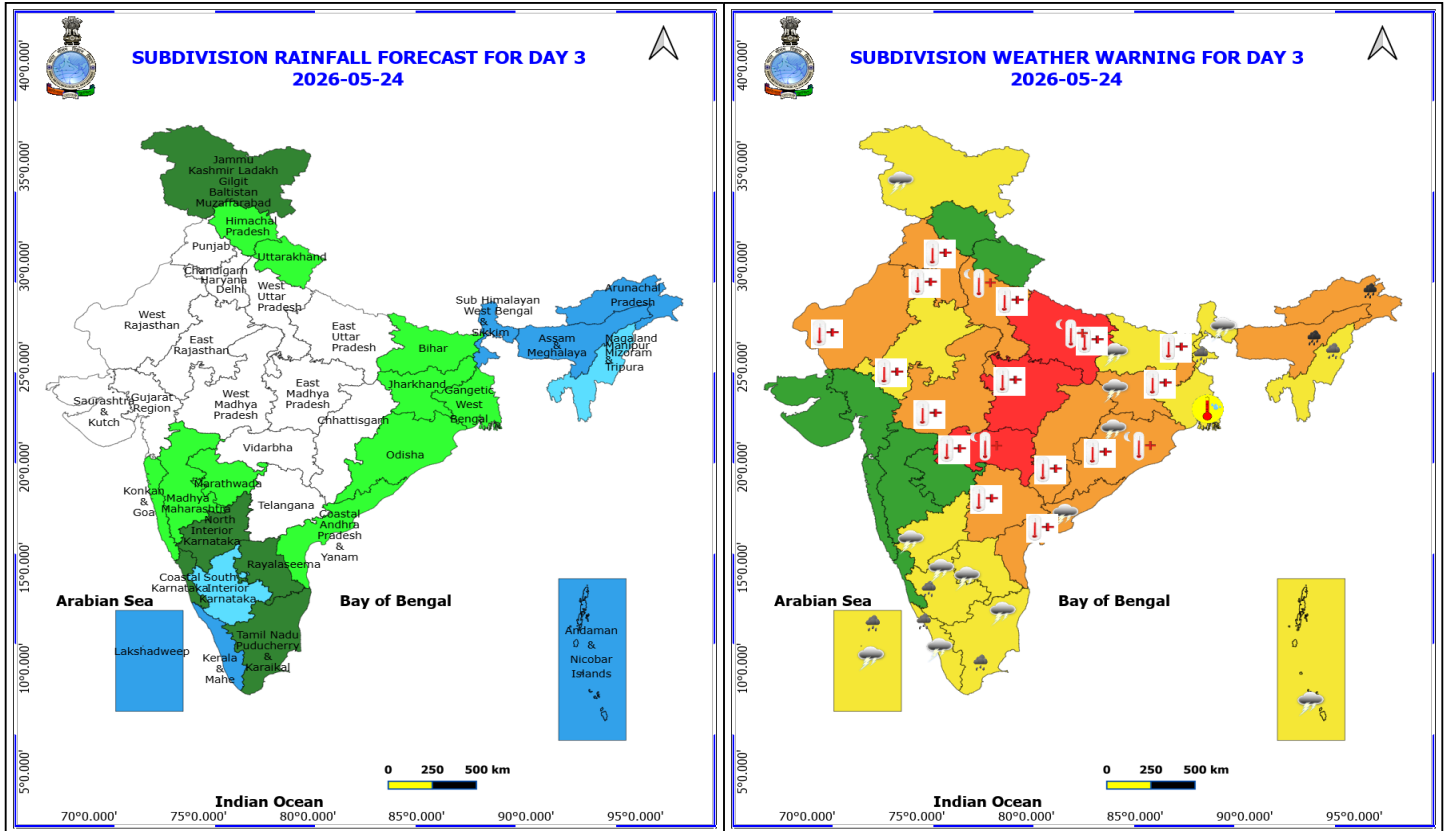 SUBDIVISION RAINFALL FORECAST FOR DAY 3
2026-05-24
40°0.000'
35°0.000'
30°0.000'
25°0.000'
20°0.000'
15°0.000'
10°0.000'
5°0.000'
Jammu
Kashmir Ladakh
Gilgit
Baltistan
Muzaffarabad
Himachal
Pradesh
Punjab
Uttarakhand
Chandigarh
Haryana
Delhi
West
Uttar
Pradesh
West
Rajasthan
East
Rajasthan
East
Uttar
Pradesh
Sub Himalayan
West Bengal
&
Sikkim
Arunachal
Pradesh
Assam
&
Meghalaya
Nagaland
Manipur
Mizoram
&
Tripura
Bihar
Jharkhand
Gangetic
West
Bengal
Saurashtra
&
Kutch
Gujarat
Region
West
Madhya
Pradesh
East
Madhya
Pradesh
Chhattisgarh
Vidarbha
Odisha
Konkan
&
Goa
Madhya
Maharashtra
Marathwada
Telangana
North
Interior
Karnataka
Coastal
Andhra
Pradesh
&
Yanam
Rayalaseema
Coastal
Karnataka
South
Interior
Karnataka
Arabian Sea
Bay of Bengal
Lakshadweep
Kerala
&
Mahe
Tamil Nadu
Puducherry
&
Karaikal
Andaman
&
Nicobar
Islands
0 250 500 km
Indian Ocean
70°0.000' 75°0.000' 80°0.000' 85°0.000' 90°0.000' 95°0.000'
SUBDIVISION WEATHER WARNING FOR DAY 3
2026-05-24
40°0.000'
35°0.000'
30°0.000'
25°0.000'
20°0.000'
15°0.000'
10°0.000'
5°0.000'
Arabian Sea
Bay of Bengal
0 250 500 km
Indian Ocean
70°0.000' 75°0.000' 80°0.000' 85°0.000' 90°0.000' 95°0.000'